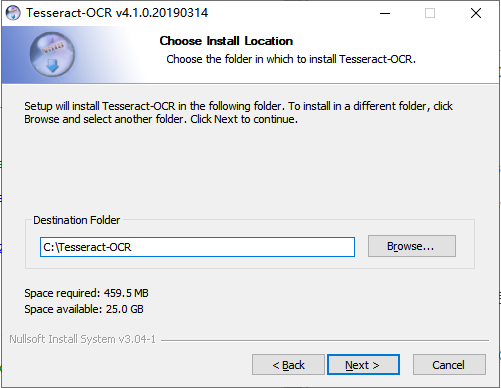 Tesseract-OCR v4.1.0.20190314
Choose Install Location
Choose the folder in which to install Tesseract-OCR.
Setup will install Tesseract-OCR in the following folder. To install in a different folder, click
Browse and select another folder. Click Next to continue.
Destination Folder
C:\Tesseract-OCR
Browse...
Space required: 459.5 MB
Space available: 25.0 GB
Nullsoft Install System v3.04-1
< Back
Next >
Cancel